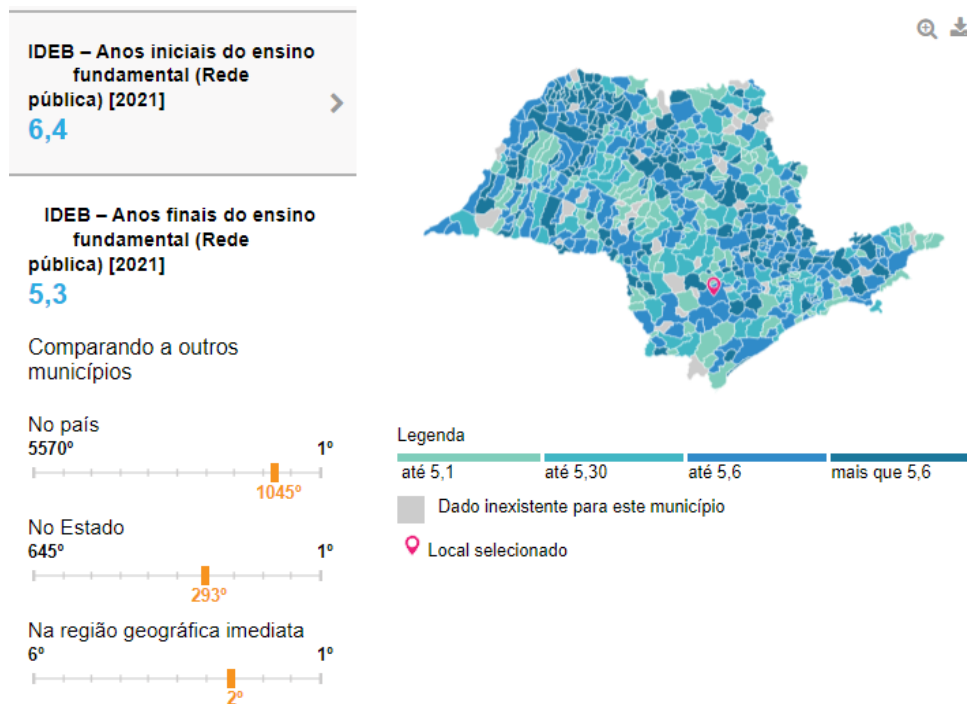 IDEB – Anos iniciais do ensino
fundamental (Rede
pública) [2021]
6,4
IDEB – Anos finais do ensino
fundamental (Rede
pública) [2021]
5,3
Comparando a outros
municípios
No país
5570º 1º
1045º
No Estado
645º 1º
293º
Na região geográfica imediata
6º 1º
2º
Legenda
até 5,1 até 5,30 até 5,6 mais que 5,6
Dado inexistente para este município
Local selecionado